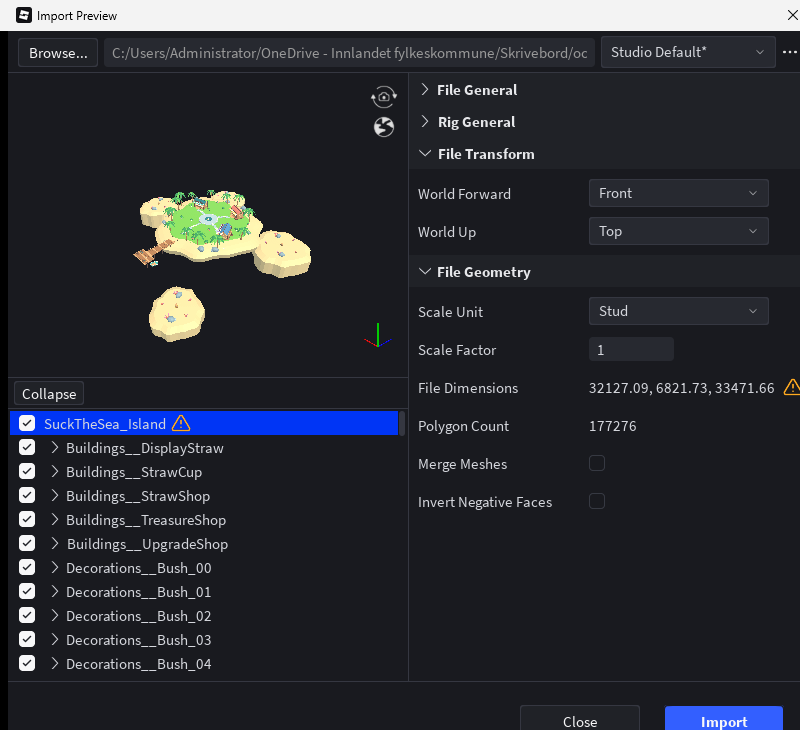 Import Preview
Browse...
C:/Users/Administrator/OneDrive - Innlandet fylkeskommune/Skrivebord/oc
Studio Default*
File General
Rig General
File Transform
World Forward
Front
World Up
Top
File Geometry
Scale Unit
Stud
Scale Factor
1
File Dimensions
32127.09, 6821.73, 33471.66
Polygon Count
177276
Merge Meshes
Invert Negative Faces
Collapse
SuckTheSea_Island
Buildings__DisplayStraw
Buildings__StrawCup
Buildings__StrawShop
Buildings__TreasureShop
Buildings__UpgradeShop
Decorations__Bush_00
Decorations__Bush_01
Decorations__Bush_02
Decorations__Bush_03
Decorations__Bush_04
Close
Import